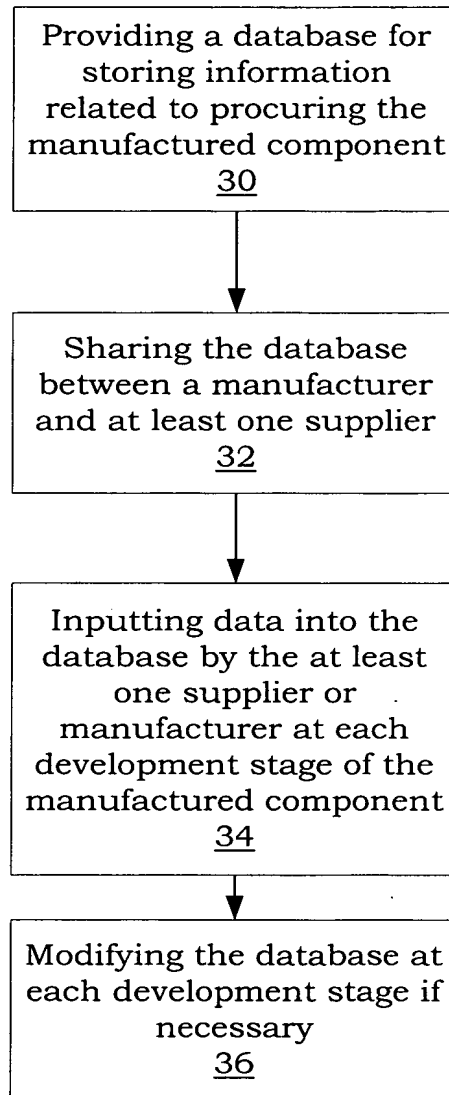 Providing a database for
storing information
related to procuring the
manufactured component
30
Sharing the database
between a manufacturer
and at least one supplier
32
Inputting data into the
database by the at least
one supplier or
manufacturer at each
development stage of the
manufactured component
34
Modifying the database at
each development stage if
necessary
36